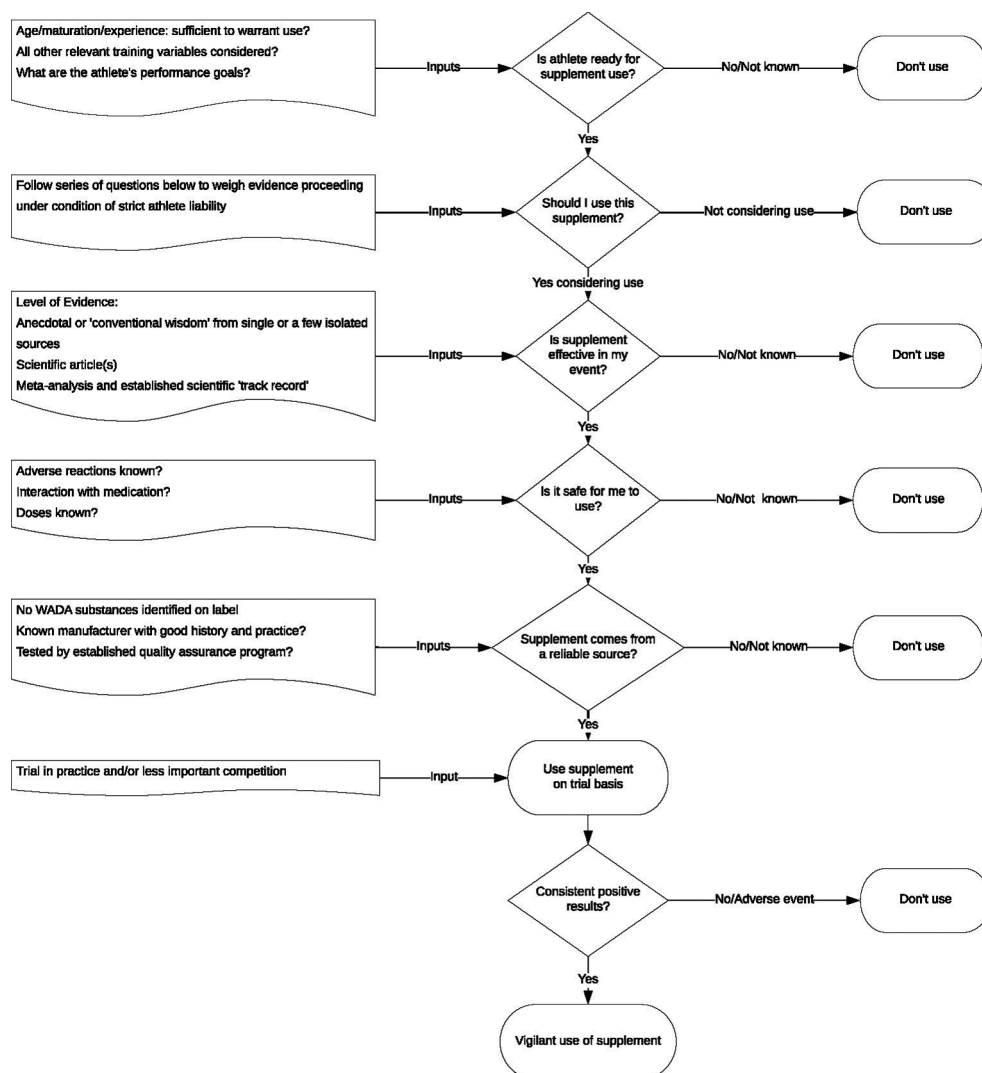 Age/maturation/experience: sufficient to warrant use?
All other relevant training variables considered?
What are the athlete's performance goals?
Inputs
Is athlete ready for
supplement use?
No/Not known
Don't use
Yes
Follow series of questions below to weigh evidence proceeding
under condition of strict athlete liability
Inputs
Should I use this
supplement?
Not considering use
Don't use
Yes considering use
Level of Evidence:
Anecdotal or 'conventional wisdom' from single or a few isolated
sources
Scientific article(s)
Meta-analysis and established scientific 'track record'
Inputs
Is supplement
effective in my
event?
No/Not known
Don't use
Yes
Adverse reactions known?
Interaction with medication?
Doses known?
Inputs
Is it safe for me to
use?
No/Not known
Don't use
Yes
No WADA substances identified on label
Known manufacturer with good history and practice?
Tested by established quality assurance program?
Inputs
Supplement comes from
a reliable source?
No/Not known
Don't use
Yes
Trial in practice and/or less important competition
Input
Use supplement
on trial basis
Consistent positive
results?
No/Adverse event
Don't use
Yes
Vigilant use of supplement